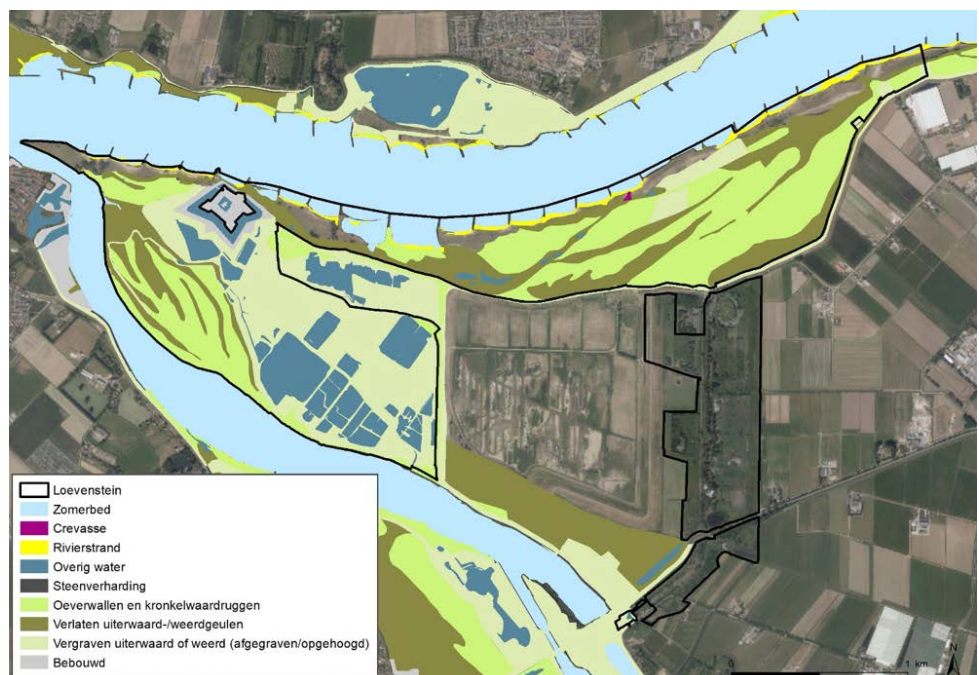 Loevenstein
Zomerbed
Crevasse
Rivierstrand
Overig water
Steenverharding
Oeverwallen en kronkelwaardruggen
Verlaten uiterwaard-/weerdgeulen
Vergraven uiterwaard of weerd (afgegraven/opgehoogd)
Bebouwd
N
0 1 km